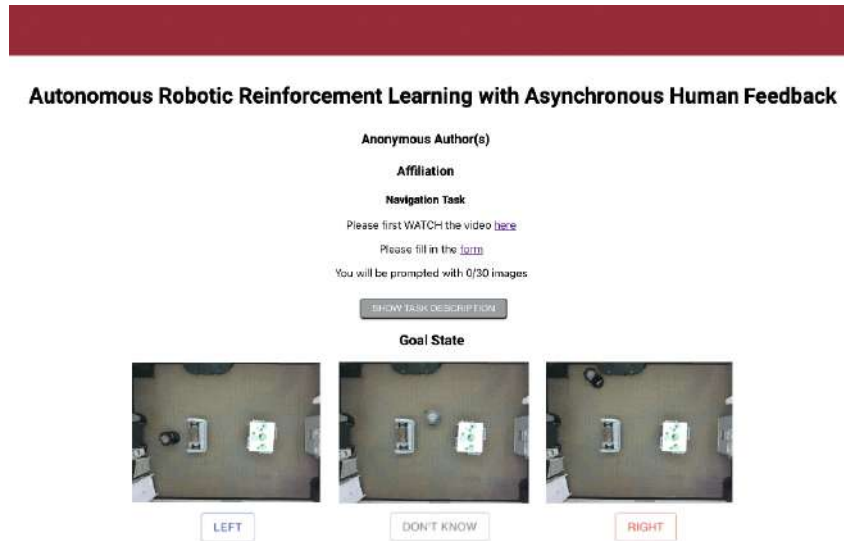 Autonomous Robotic Reinforcement Learning with Asynchronous Human Feedback
Anonymous Author(s)
Affiliation
Navigation Task
Please first WATCH the video here
Please fill in the form
You will be prompted with 0/30 images
SHOW TASK DESCRIPTION
Goal State
LEFT
DON'T KNOW
RIGHT